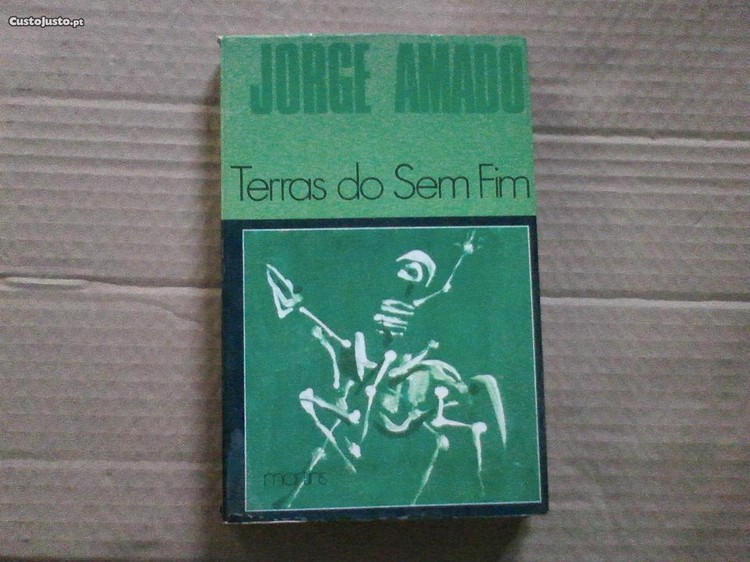 CustoJusto.pt
JORGE AMADO
Terras do Sem Fim
martins